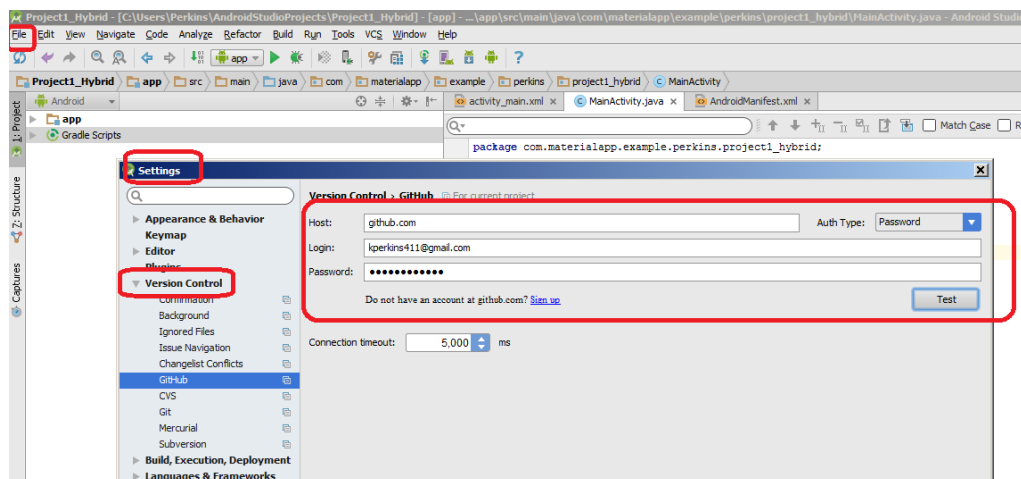 Project1_Hybrid - [C:\Users\Perkins\AndroidStudioProjects\Project1_Hybrid] - [app] - ...\app\src\main\java\com\materialapp\example\perkins\project1_hybrid\MainActivity.java - Android Studio
File Edit View Navigate Code Analyze Refactor Build Run Tools VCS Window Help
app
Project1_Hybrid app src main java com materialapp example perkins project1_hybrid MainActivity
Android activity_main.xml MainActivity.java AndroidManifest.xml
1: Project
app
Gradle Scripts
Match Case R
package com.materialapp.example.perkins.project1_hybrid;
Settings
Z: Structure
Captures
Version Control › GitHub For current project
Appearance & Behavior
Keymap
Editor
Plugins
Version Control
Confirmation
Background
Ignored Files
Issue Navigation
Changelist Conflicts
GitHub
CVS
Git
Mercurial
Subversion
Build, Execution, Deployment
Languages & Frameworks
Host: github.com Auth Type: Password
Login: kperkins411@gmail.com
Password: ●●●●●●●●●●●●
Do not have an account at github.com? Sign up Test
Connection timeout: 5,000 ms